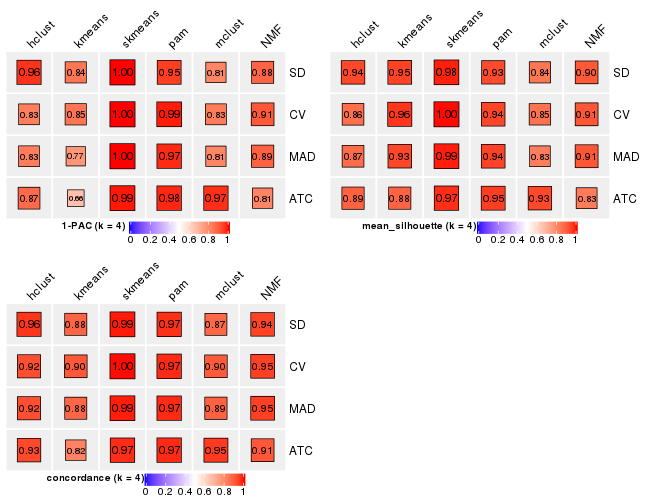 hclust kmeans skmeans pam mclust NMF
0.96 0.84 1.00 0.95 0.81 0.88 SD
0.83 0.85 1.00 0.99 0.83 0.91 CV
0.83 0.77 1.00 0.97 0.81 0.89 MAD
0.87 0.66 0.99 0.98 0.97 0.81 ATC
1-PAC (k = 4)
0 0.2 0.4 0.6 0.8 1
hclust kmeans skmeans pam mclust NMF
0.94 0.95 0.98 0.93 0.84 0.90 SD
0.86 0.96 1.00 0.94 0.85 0.91 CV
0.87 0.93 0.99 0.94 0.83 0.91 MAD
0.89 0.88 0.97 0.95 0.93 0.83 ATC
mean_silhouette (k = 4)
0 0.2 0.4 0.6 0.8 1
hclust kmeans skmeans pam mclust NMF
0.96 0.88 0.99 0.97 0.87 0.94 SD
0.92 0.90 1.00 0.97 0.90 0.95 CV
0.92 0.88 0.99 0.97 0.89 0.95 MAD
0.93 0.82 0.97 0.97 0.95 0.91 ATC
concordance (k = 4)
0 0.2 0.4 0.6 0.8 1